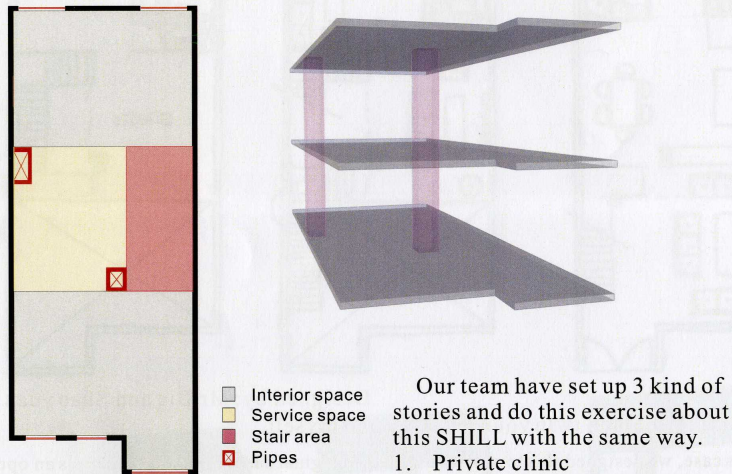 Interior space
Service space
Stair area
Pipes
Our team have set up 3 kind of
stories and do this exercise about
this SHILL with the same way.
1. Private clinic